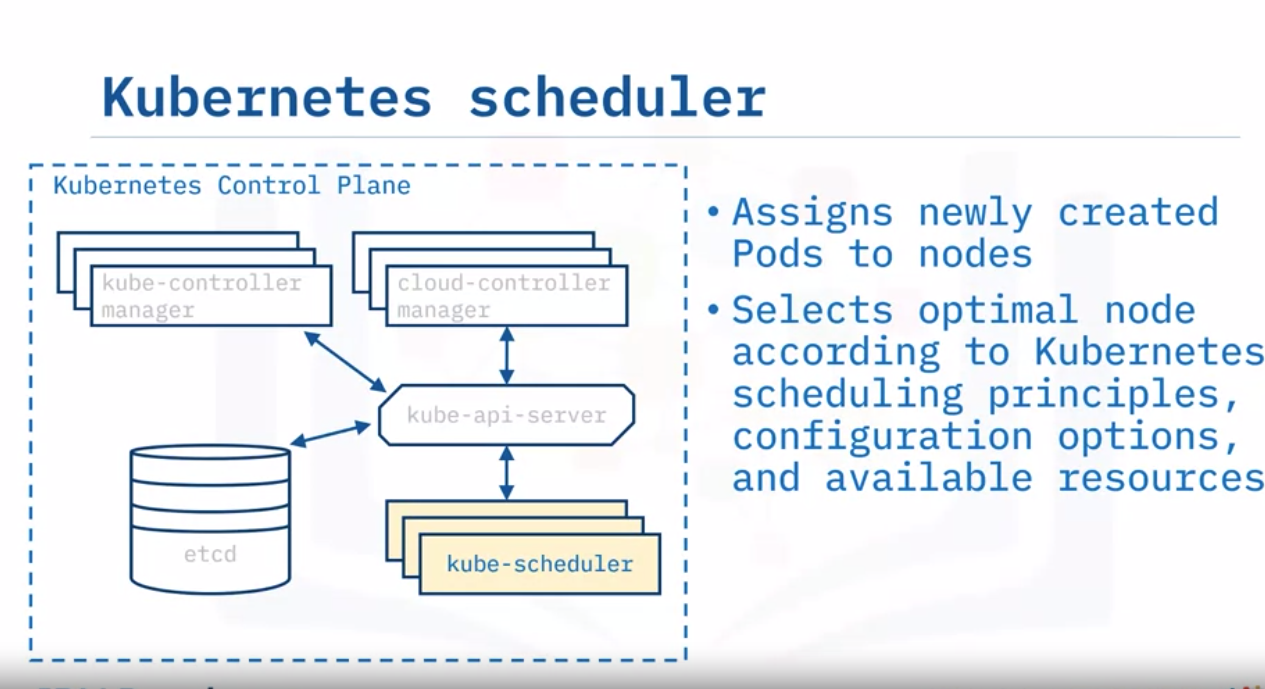 Kubernetes scheduler
Kubernetes Control Plane
kube-controller
manager
cloud-controller
manager
kube-api-server
etcd
kube-scheduler
• Assigns newly created
Pods to nodes
• Selects optimal node
according to Kubernetes
scheduling principles,
configuration options,
and available resources